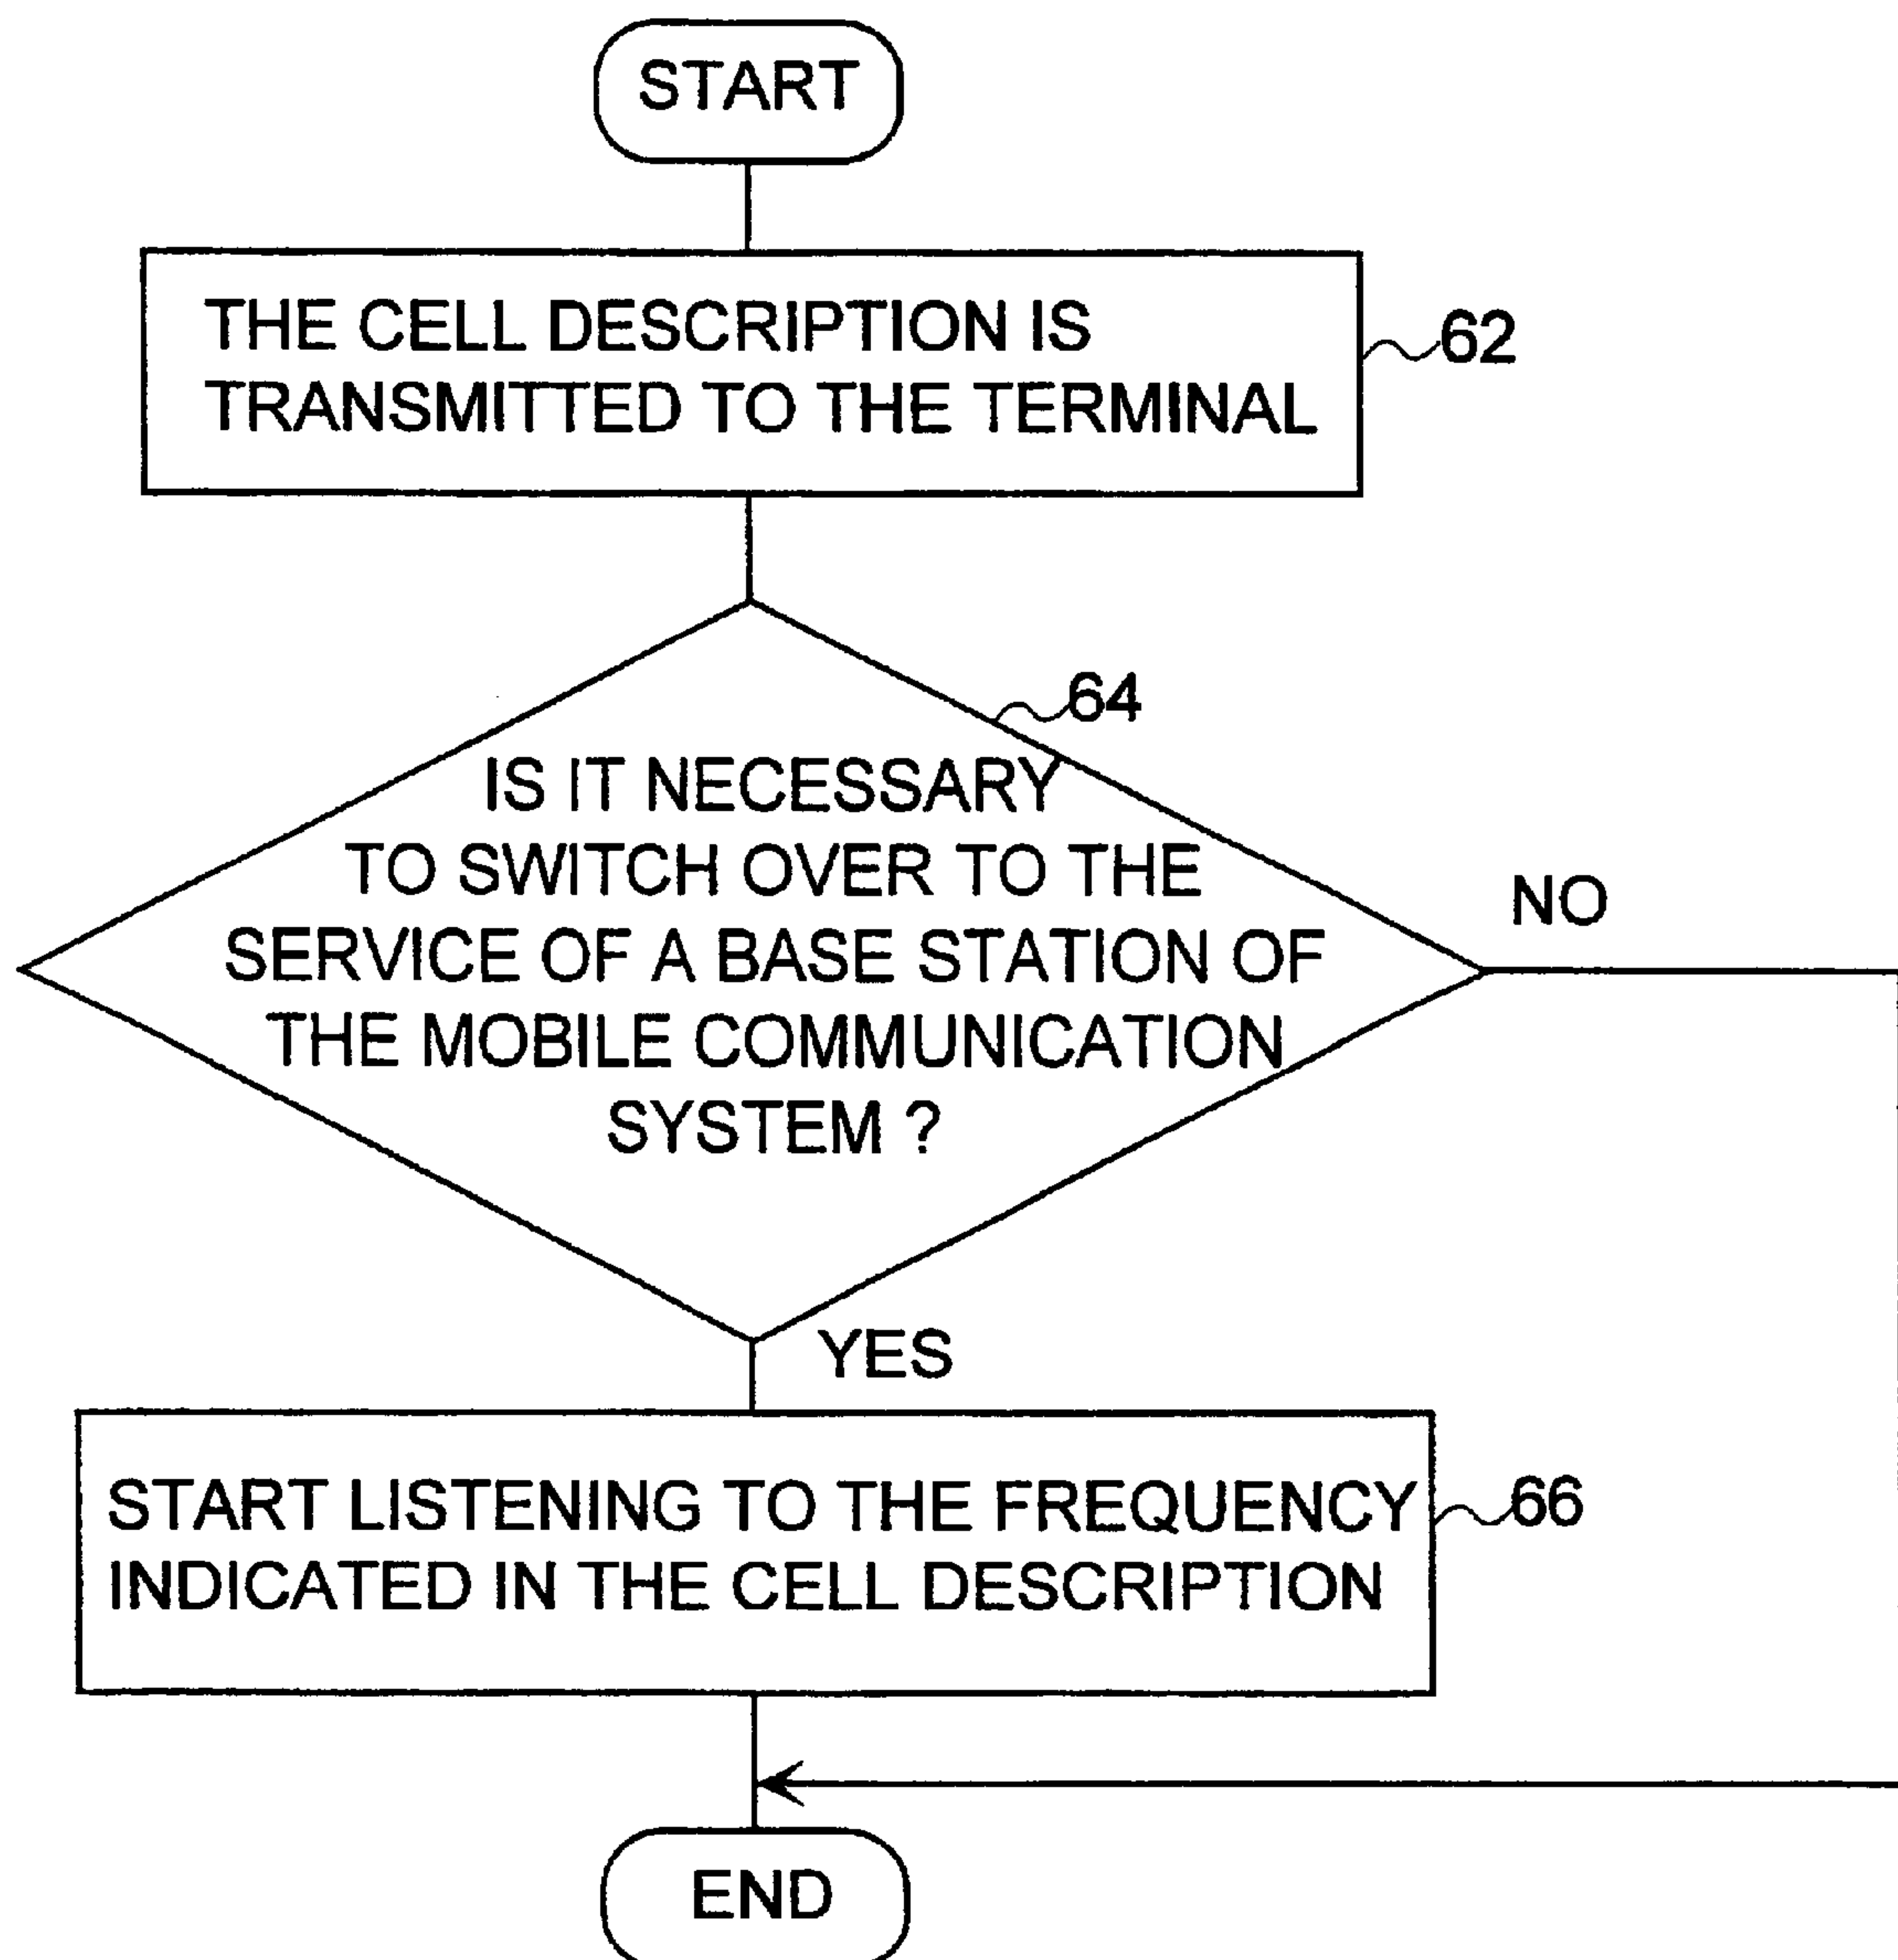 START
THE CELL DESCRIPTION IS
TRANSMITTED TO THE TERMINAL
62
64
IS IT NECESSARY
TO SWITCH OVER TO THE
SERVICE OF A BASE STATION OF
THE MOBILE COMMUNICATION
SYSTEM ?
NO
YES
START LISTENING TO THE FREQUENCY
INDICATED IN THE CELL DESCRIPTION
66
END